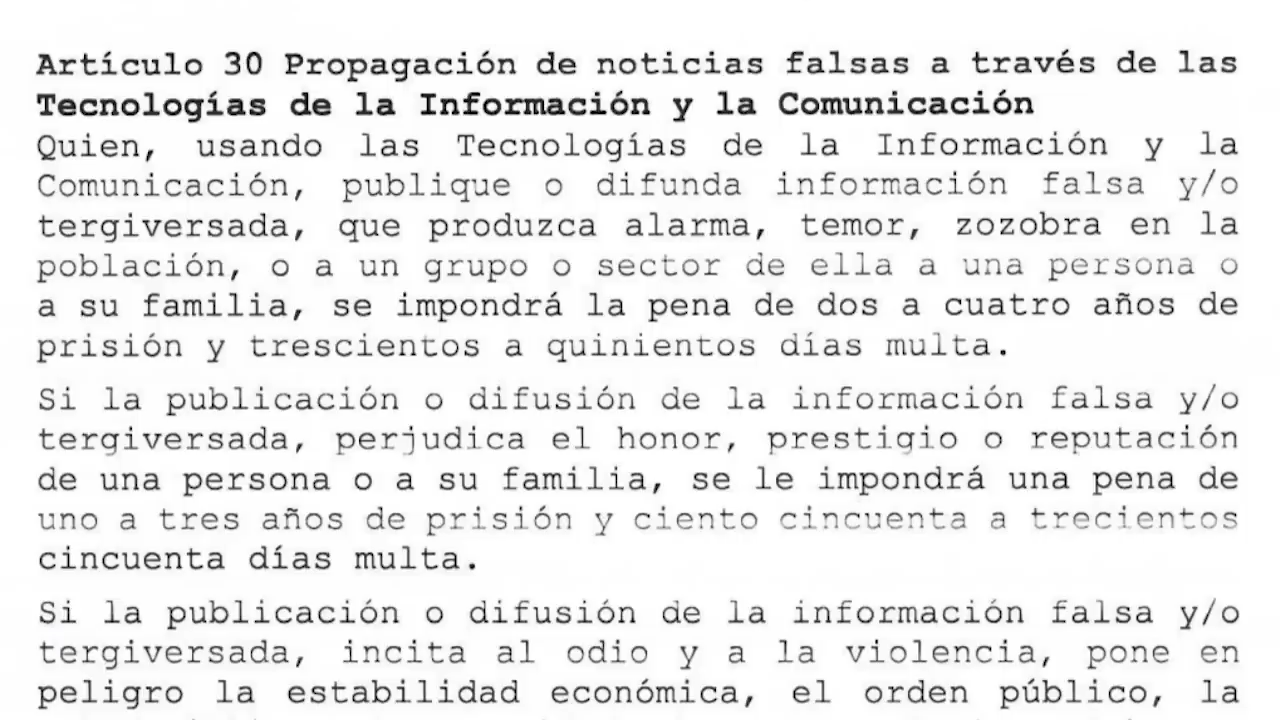 Artículo 30 Propagación de noticias falsas a través de las
Tecnologías de la Información y la Comunicación
Quien, usando las Tecnologías de la Información y la
Comunicación, publique o difunda información falsa y/o
tergiversada, que produzca alarma, temor, zozobra en la
población, o a un grupo o sector de ella a una persona o
a su familia, se impondrá la pena de dos a cuatro años de
prisión y trescientos a quinientos días multa.
Si la publicación o difusión de la información falsa y/o
tergiversada, perjudica el honor, prestigio o reputación
de una persona o a su familia, se le impondrá una pena de
uno a tres años de prisión y ciento cincuenta a trecientos
cincuenta días multa.
Si la publicación o difusión de la información falsa y/o
tergiversada, incita al odio y a la violencia, pone en
peligro la estabilidad económica, el orden público, la